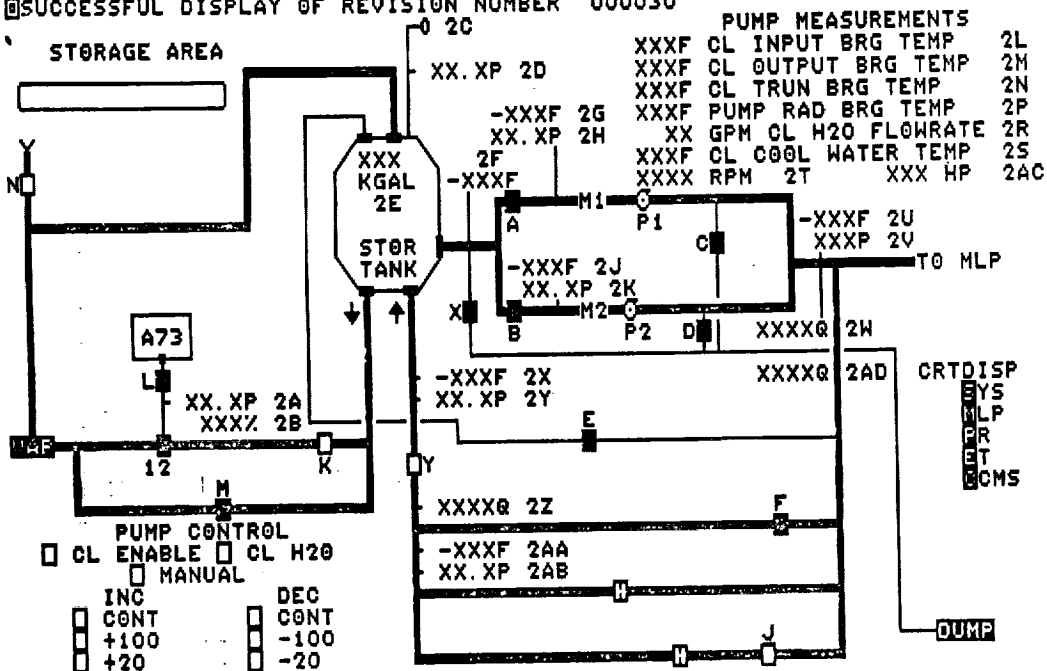 SUCCESSFUL DISPLAY OF REVISION NUMBER 000030
PUMP MEASUREMENTS
XXXF CL INPUT BRG TEMP 2L
XXXF CL OUTPUT BRG TEMP 2M
XXXF CL TRUN BRG TEMP 2N
XXXF PUMP RAD BRG TEMP 2P
XX GPM CL H2O FLOWRATE 2R
XXXF CL COOL WATER TEMP 2S
XXXX RPM 2T XXX HP 2AC
STORAGE AREA
2C
XX.XP 2D
-XXXF 2G
XX.XP 2H
2F
-XXXF
Y
N
XXX
KGAL
2E
STOR
TANK
A
M1
P1
C
-XXXF 2U
XXXP 2V
TO MLP
-XXXF 2J
XX.XP 2K
X
B
M2
P2
D
XXXXQ 2W
XXXXQ 2AD
A73
L
XX.XP 2A
XXX% 2B
-XXXF 2X
XX.XP 2Y
E
CRTDISP
SYS
MLP
PR
ET
CMS
12
K
Y
M
XXXXQ 2Z
F
PUMP CONTROL
CL ENABLE CL H2O
MANUAL
-XXXF 2AA
XX.XP 2AB
INC DEC
CONT CONT
+100 -100
+20 -20
H
H
J
DUMP